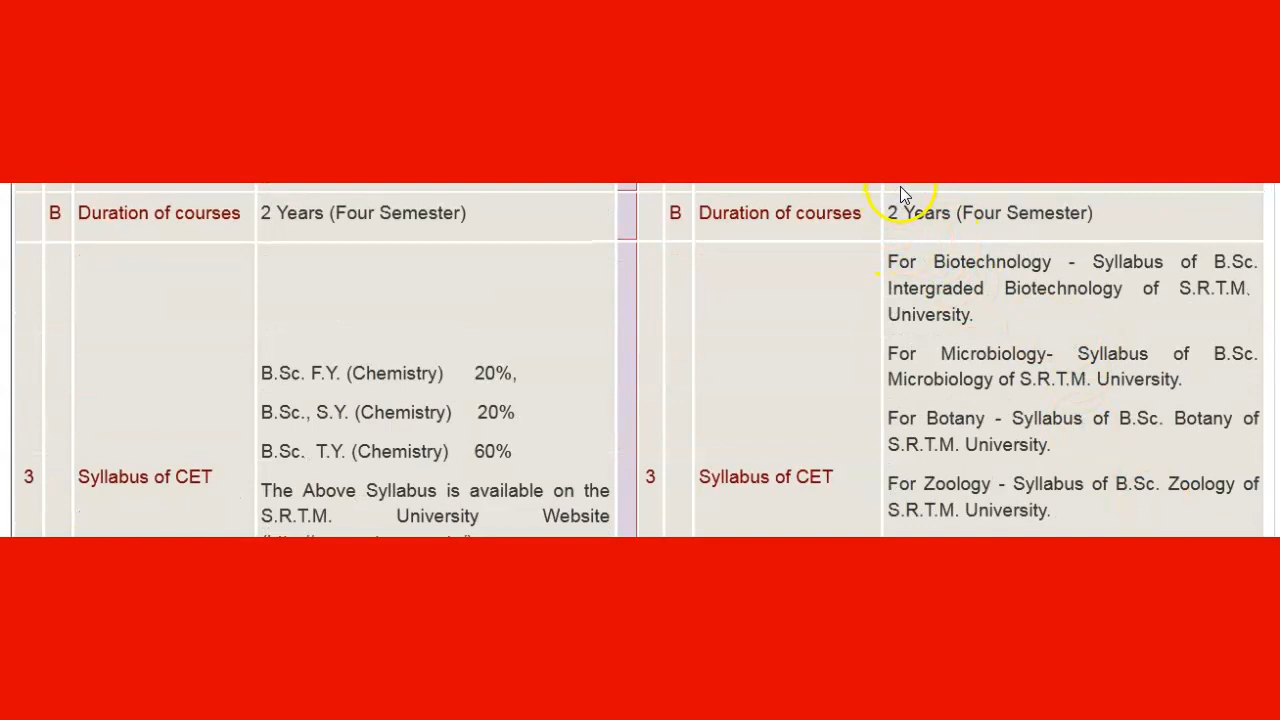 B Duration of courses 2 Years (Four Semester)
B.Sc. F.Y. (Chemistry) 20%,
B.Sc., S.Y. (Chemistry) 20%
B.Sc. T.Y. (Chemistry) 60%
3 Syllabus of CET
The Above Syllabus is available on the
S.R.T.M. University Website
B Duration of courses 2 Years (Four Semester)
For Biotechnology - Syllabus of B.Sc.
Intergraded Biotechnology of S.R.T.M、
University.
For Microbiology- Syllabus of B.Sc.
Microbiology of S.R.T.M. University.
For Botany - Syllabus of B.Sc. Botany of
S.R.T.M. University.
3 Syllabus of CET
For Zoology - Syllabus of B.Sc. Zoology of
S.R.T.M. University.